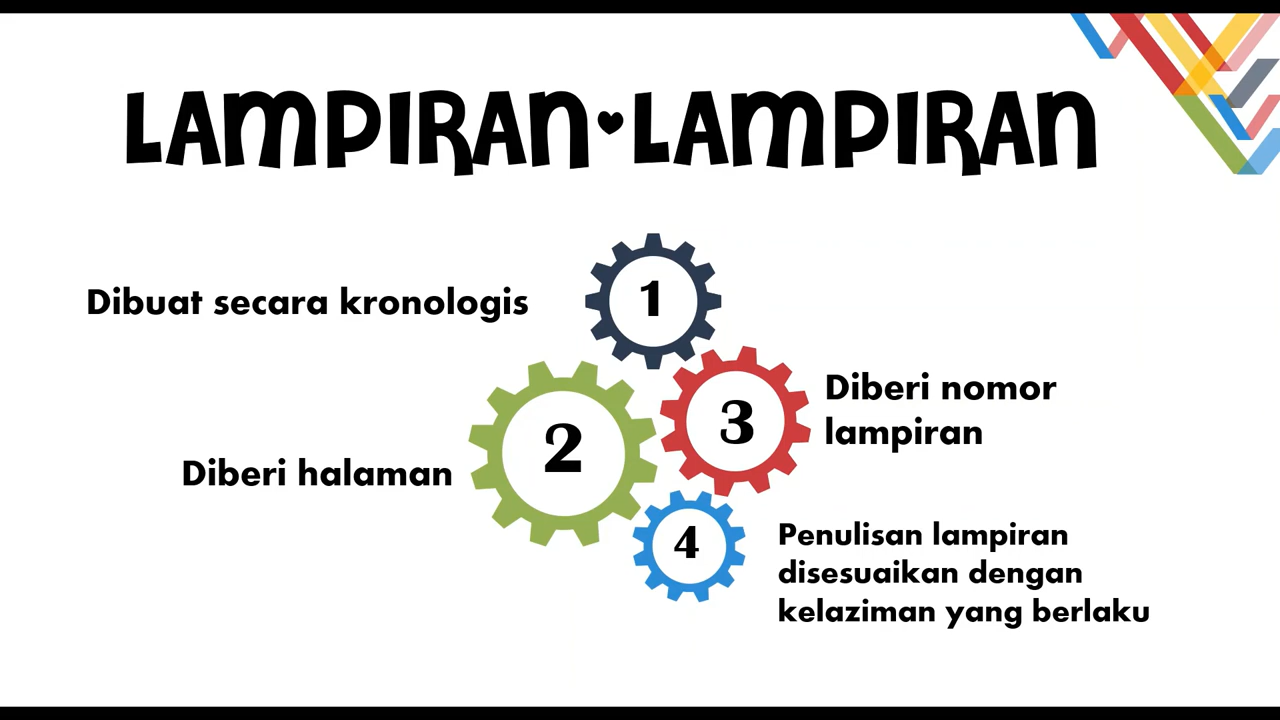 LAMPIRAN♥LAMPIRAN
1
Dibuat secara kronologis
2
Diberi halaman
3
Diberi nomor
lampiran
4
Penulisan lampiran
disesuaikan dengan
kelaziman yang berlaku